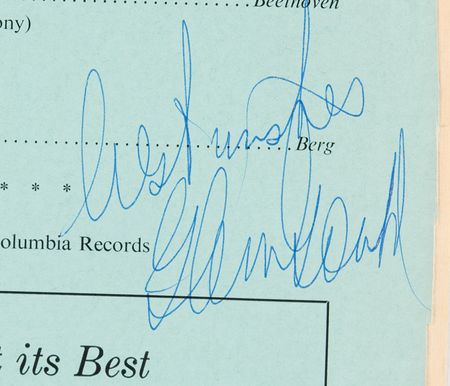 ..............................Beethoven
ony)
Best wishes
..............................Berg
* * *
Glenn Gould
olumbia Records
t its Best